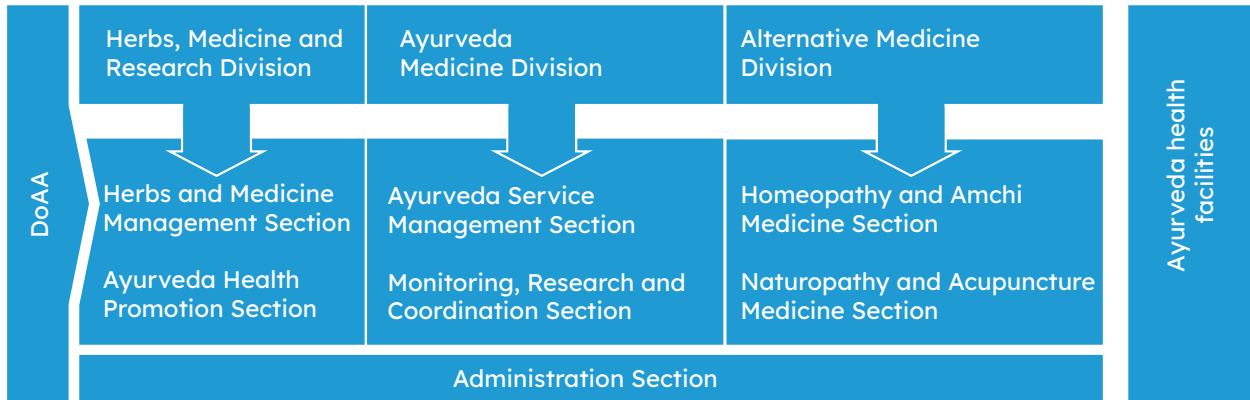 DoAA
Herbs, Medicine and
Research Division
Ayurveda
Medicine Division
Alternative Medicine
Division
Herbs and Medicine
Management Section
Ayurveda Health
Promotion Section
Ayurveda Service
Management Section
Monitoring, Research and
Coordination Section
Homeopathy and Amchi
Medicine Section
Naturopathy and Acupuncture
Medicine Section
Administration Section
Ayurveda health
facilities